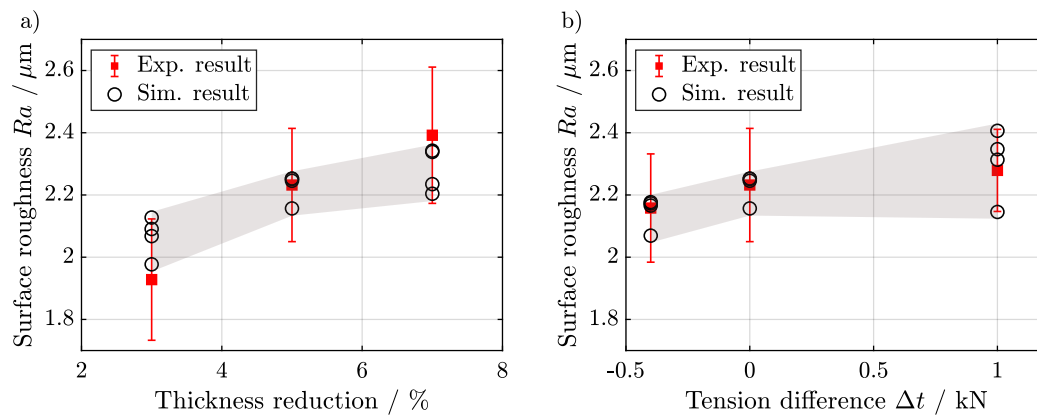 a)
Exp. result
Sim. result
Surface roughness Ra / μm
2.6
2.4
2.2
2
1.8
2 4 6 8
Thickness reduction / %
b)
Exp. result
Sim. result
Surface roughness Ra / μm
2.6
2.4
2.2
2
1.8
-0.5 0 0.5 1
Tension difference Δt / kN